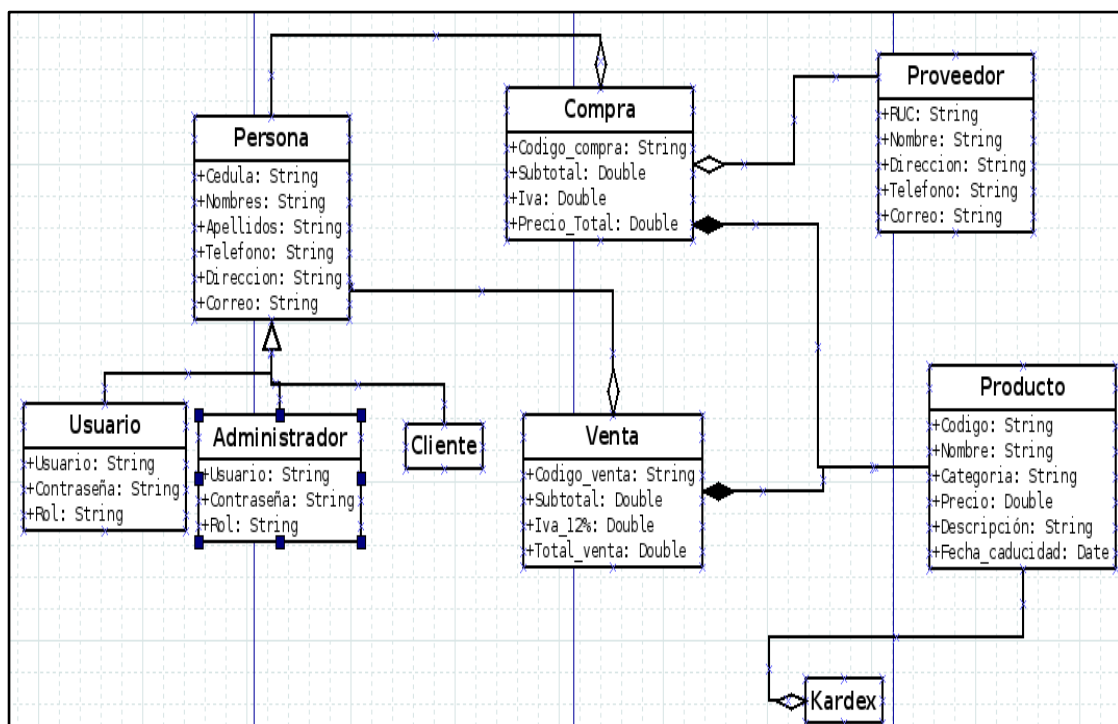 Persona
+Cedula: String
+Nombres: String
+Apellidos: String
+Telefono: String
+Direccion: String
+Correo: String
Compra
+Codigo_compra: String
+Subtotal: Double
+Iva: Double
+Precio_Total: Double
Proveedor
+RUC: String
+Nombre: String
+Direccion: String
+Telefono: String
+Correo: String
Usuario
+Usuario: String
+Contraseña: String
+Rol: String
Administrador
+Usuario: String
+Contraseña: String
+Rol: String
Cliente
Venta
+Codigo_venta: String
+Subtotal: Double
+Iva_12%: Double
+Total_venta: Double
Producto
+Codigo: String
+Nombre: String
+Categoria: String
+Precio: Double
+Descripción: String
+Fecha_caducidad: Date
Kardex